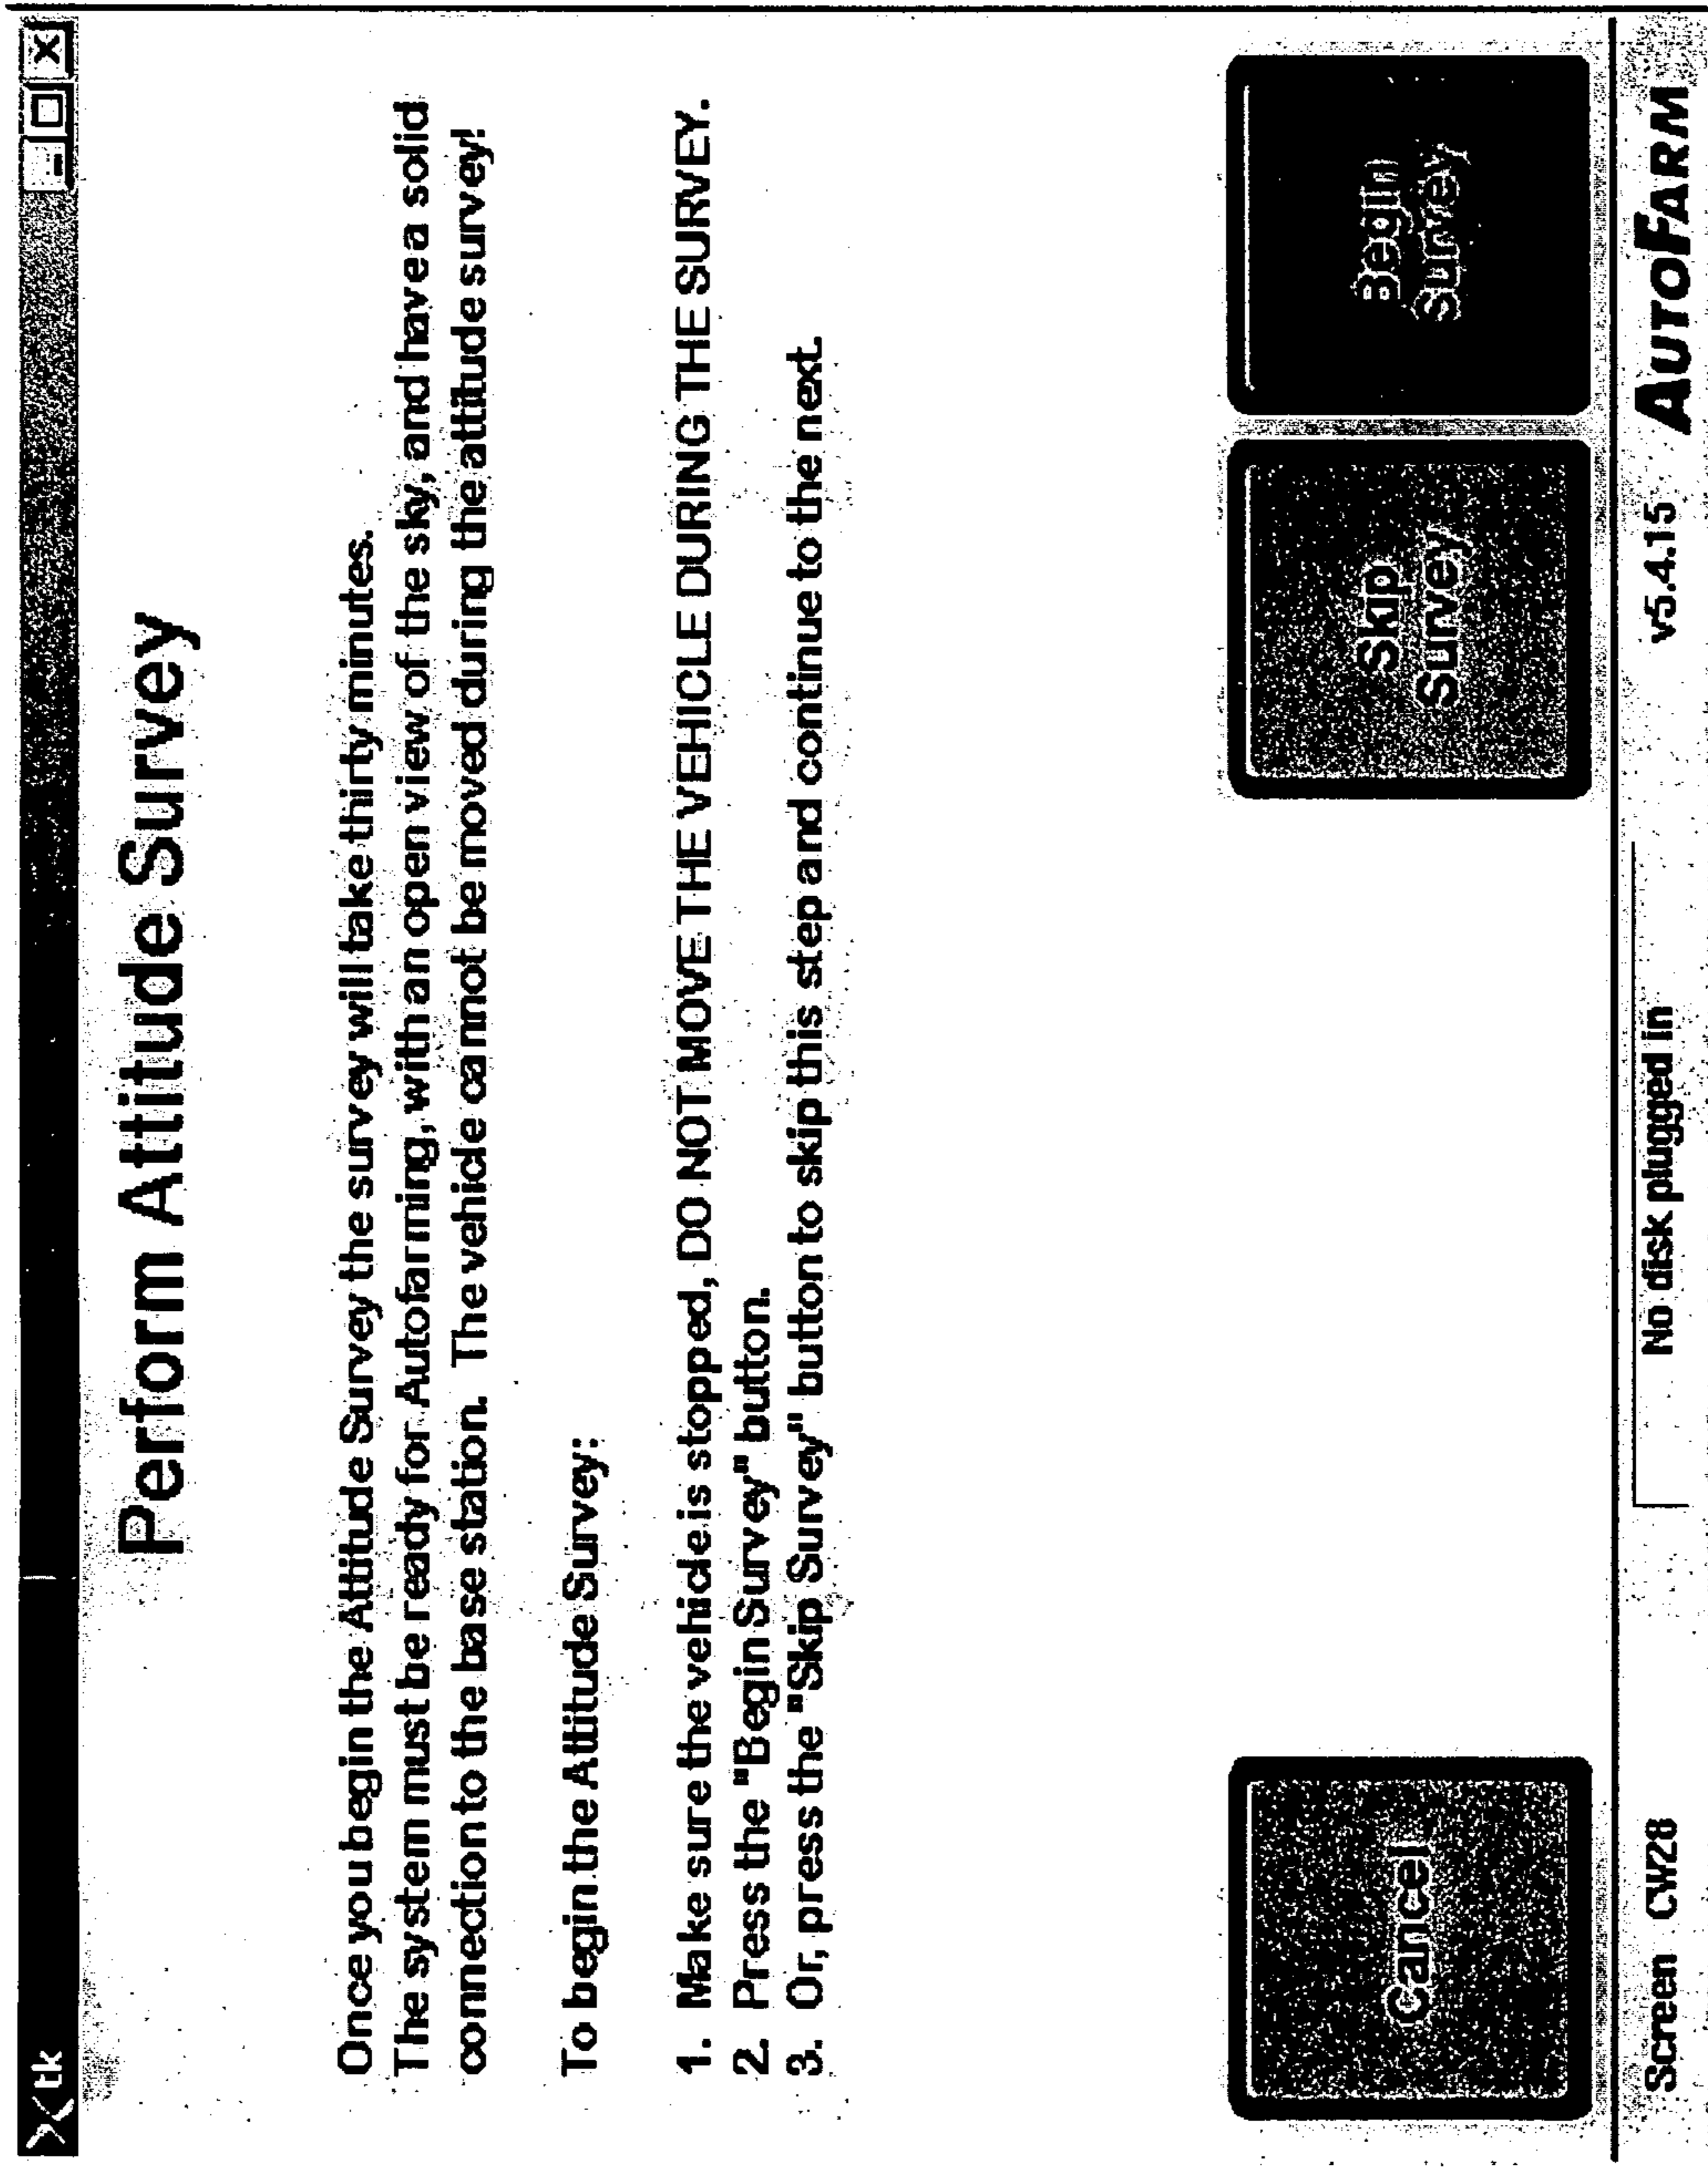 tk
Perform Attitude Survey
Once you begin the Attitude Survey the survey will take thirty minutes.
The system must be ready for Autofarming, with an open view of the sky, and have a solid
connection to the base station. The vehicle cannot be moved during the attitude survey!
To begin the Attitude Survey:
1. Make sure the vehicle is stopped, DO NOT MOVE THE VEHICLE DURING THE SURVEY.
2. Press the "Begin Survey" button.
3. Or, press the "Skip Survey" button to skip this step and continue to the next.
Cancel
Skip
Survey
Begin
Survey
Screen CW28
No disk plugged in
v5.4.15
AUTOFARM